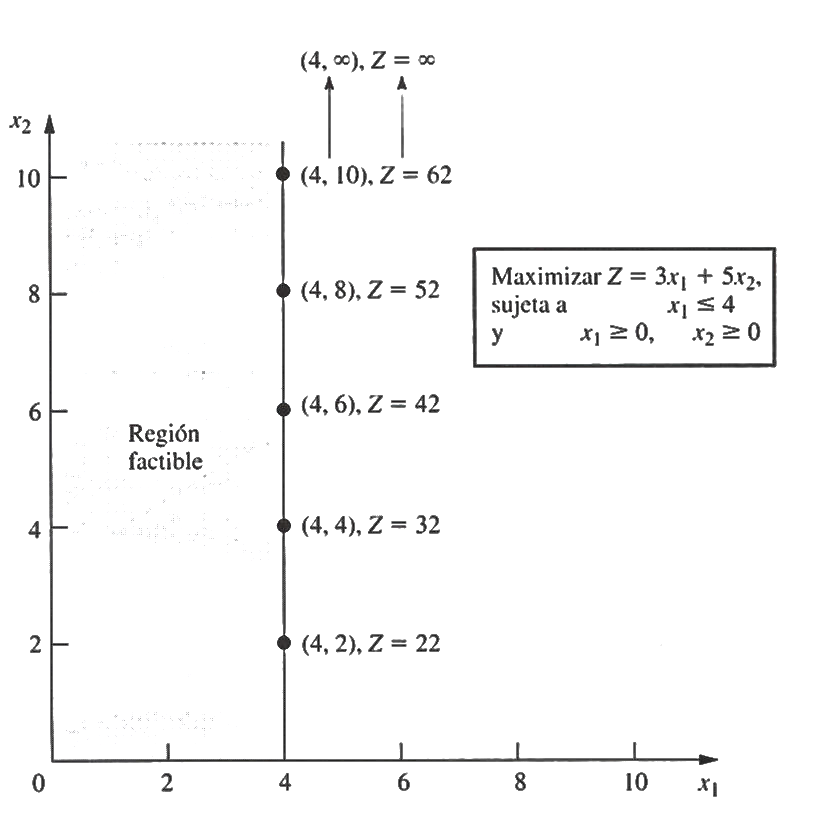 (4, ∞), Z = ∞
x₂
10
(4, 10), Z = 62
8
(4, 8), Z = 52
Maximizar Z = 3x₁ + 5x₂,
sujeta a x₁ ≤ 4
y x₁ ≥ 0, x₂ ≥ 0
6
(4, 6), Z = 42
Región
factible
4
(4, 4), Z = 32
2
(4, 2), Z = 22
0 2 4 6 8 10 x₁